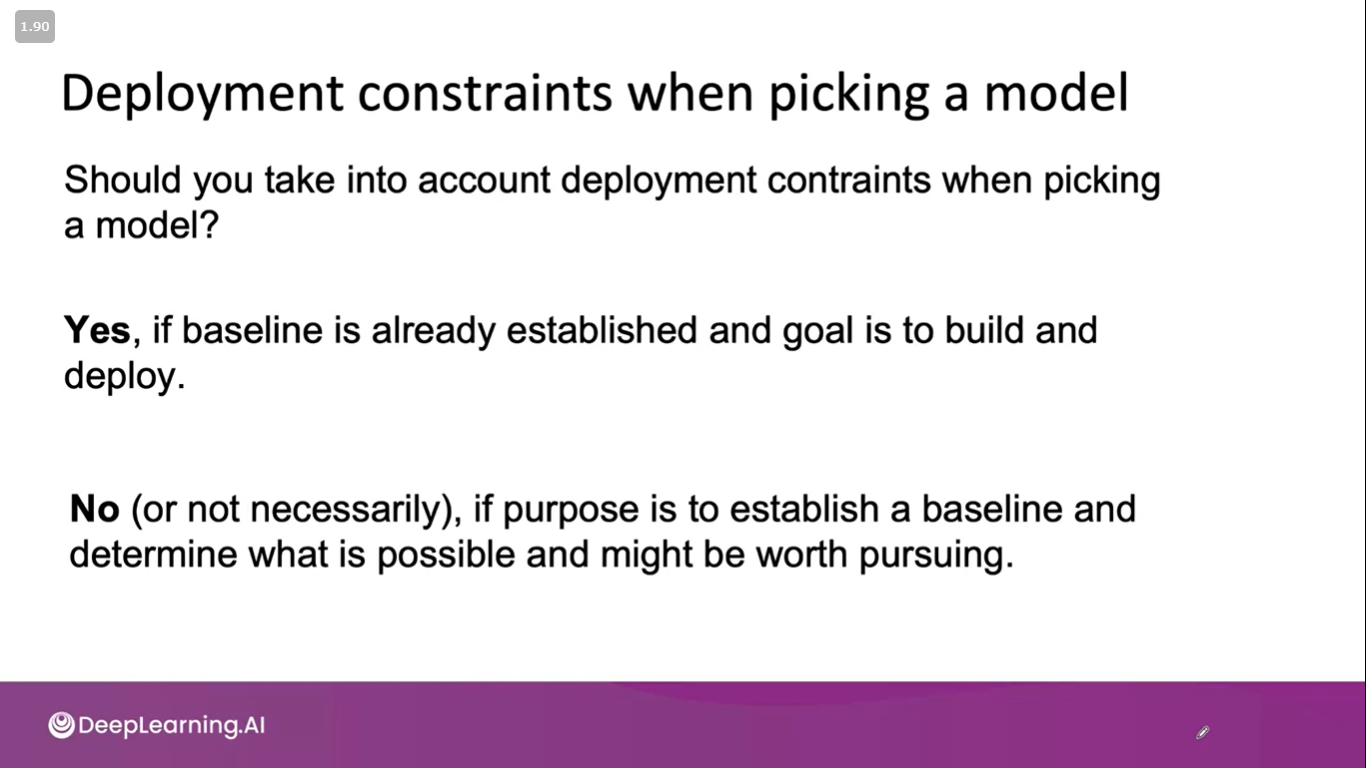 1.90
Deployment constraints when picking a model
Should you take into account deployment contraints when picking
a model?
Yes, if baseline is already established and goal is to build and
deploy.
No (or not necessarily), if purpose is to establish a baseline and
determine what is possible and might be worth pursuing.
DeepLearning.AI